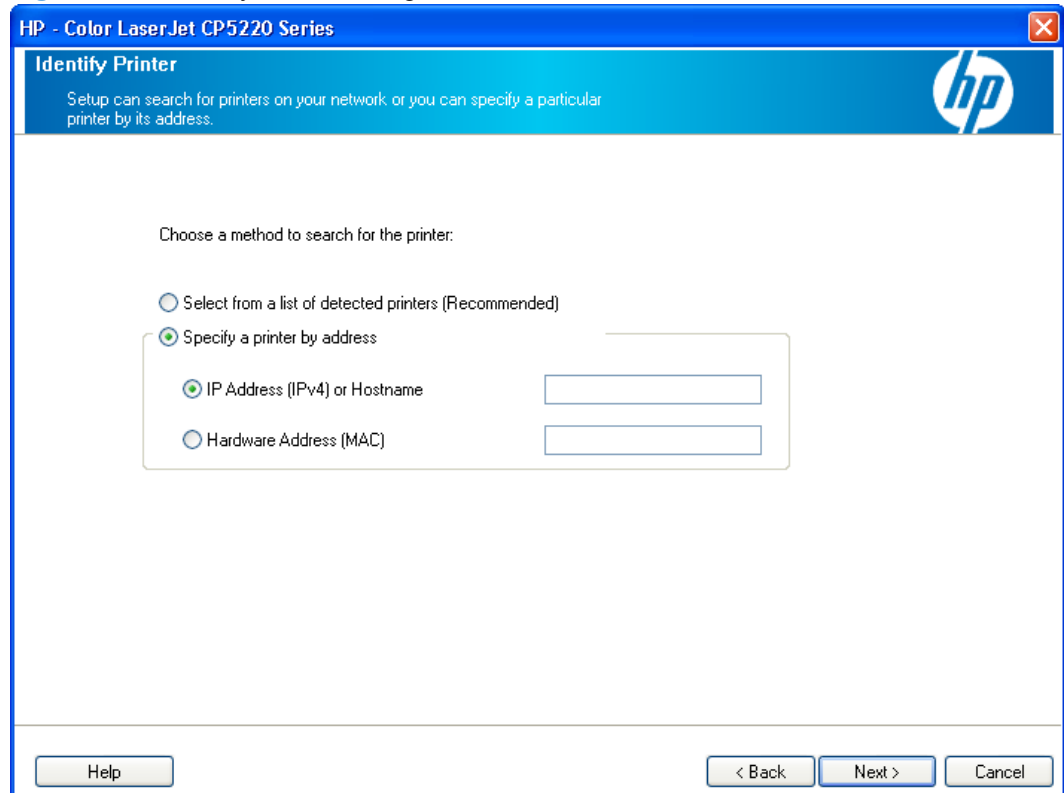 HP - Color LaserJet CP5220 Series
Identify Printer
Setup can search for printers on your network or you can specify a particular
printer by its address.
hp
Choose a method to search for the printer:
Select from a list of detected printers (Recommended)
Specify a printer by address
IP Address (IPv4) or Hostname
Hardware Address (MAC)
Help
< Back
Next >
Cancel